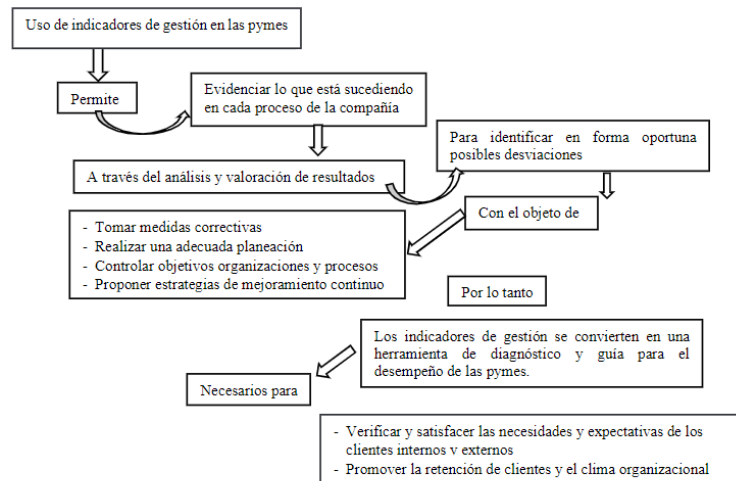 Uso de indicadores de gestión en las pymes
Permite
Evidenciar lo que está sucediendo
en cada proceso de la compañía
Para identificar en forma oportuna
posibles desviaciones
A través del análisis y valoración de resultados
Con el objeto de
- Tomar medidas correctivas
- Realizar una adecuada planeación
- Controlar objetivos organizaciones y procesos
- Proponer estrategias de mejoramiento continuo
Por lo tanto
Los indicadores de gestión se convierten en una
herramienta de diagnóstico y guía para el
desempeño de las pymes.
Necesarios para
- Verificar y satisfacer las necesidades y expectativas de los
clientes internos y externos
- Promover la retención de clientes y el clima organizacional